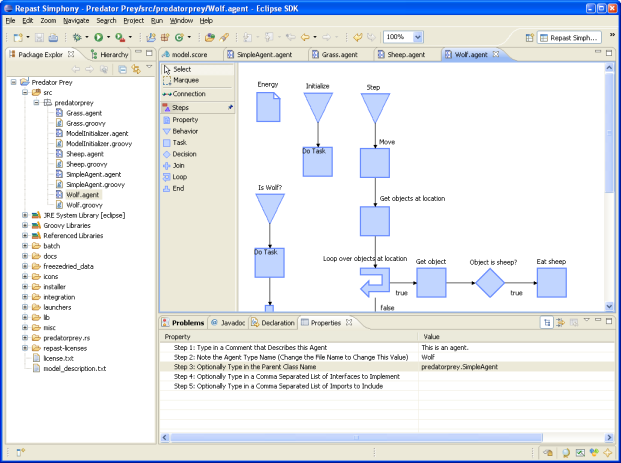 Repast Simphony - Predator Prey/src/predatorprey/Wolf.agent - Eclipse SDK
File Edit Zoom Navigate Search Project Run Window Help
100%
Repast Simph...
Package Explor
Hierarchy
model.score
SimpleAgent.agent
Grass.agent
Sheep.agent
Wolf.agent
Predator Prey
src
predatorprey
Grass.agent
Grass.groovy
ModelInitializer.agent
ModelInitializer.groovy
Sheep.agent
Sheep.groovy
SimpleAgent.agent
SimpleAgent.groovy
Wolf.agent
Wolf.groovy
JRE System Library [eclipse]
Groovy Libraries
Referenced Libraries
batch
docs
freezedried_data
icons
installer
integration
launchers
lib
misc
predatorprey.rs
repast-licenses
license.txt
model_description.txt
Select
Marquee
Connection
Steps
Property
Behavior
Task
Decision
Join
Loop
End
Energy
Initialize
Step
Move
Do Task
Is Wolf?
Get objects at location
Do Task
Loop over objects at location
Get object
Object is sheep?
Eat sheep
true
true
false
Problems
Javadoc
Declaration
Properties
Property
Value
Step 1: Type in a Comment that Describes this Agent
This is an agent.
Step 2: Note the Agent Type Name (Change the File Name to Change This Value)
Wolf
Step 3: Optionally Type in the Parent Class Name
predatorprey.SimpleAgent
Step 4: Optionally Type in a Comma Separated List of Interfaces to Implement
Step 5: Optionally Type in a Comma Separated List of Imports to Include